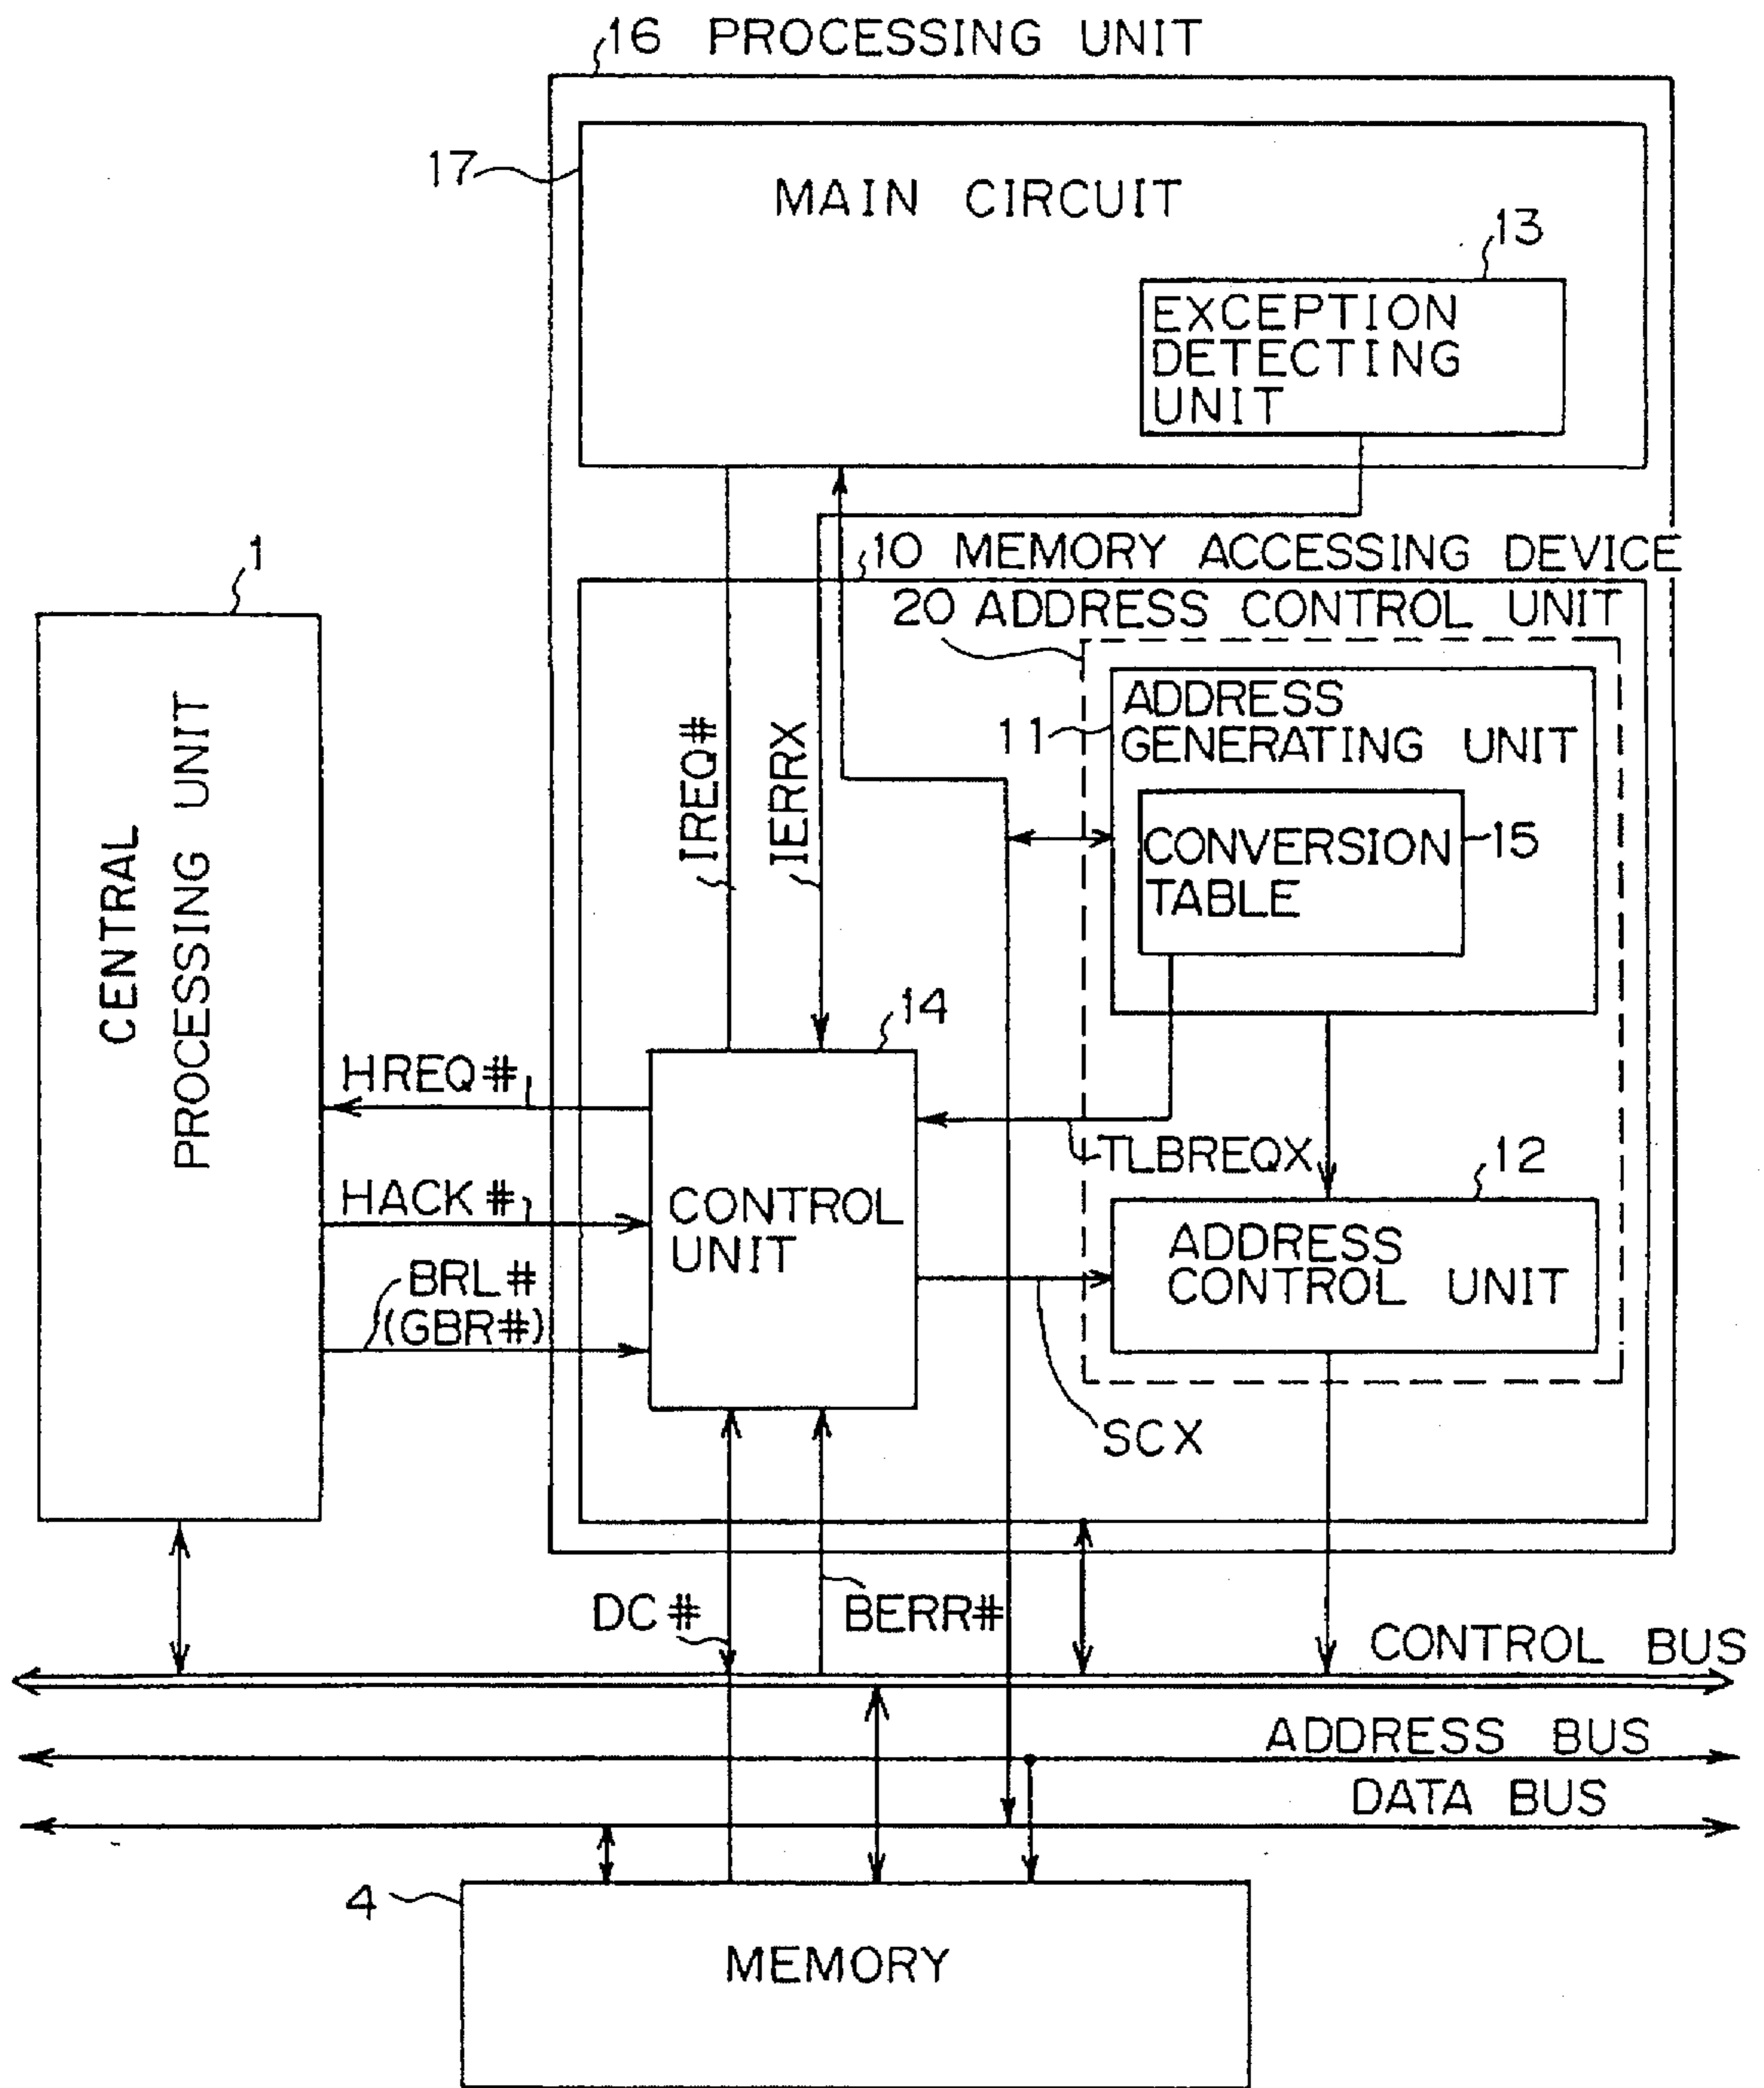 16 PROCESSING UNIT
17
MAIN CIRCUIT
13
EXCEPTION
DETECTING
UNIT
10 MEMORY ACCESSING DEVICE
20 ADDRESS CONTROL UNIT
1
CENTRAL
PROCESSING UNIT
IREQ#
IERRX
11
ADDRESS
GENERATING UNIT
CONVERSION
TABLE
15
14
HREQ#
TLBREQX
12
HACK#
CONTROL
UNIT
ADDRESS
CONTROL UNIT
BRL#
(GBR#)
SCX
DC#
BERR#
CONTROL BUS
ADDRESS BUS
DATA BUS
4
MEMORY